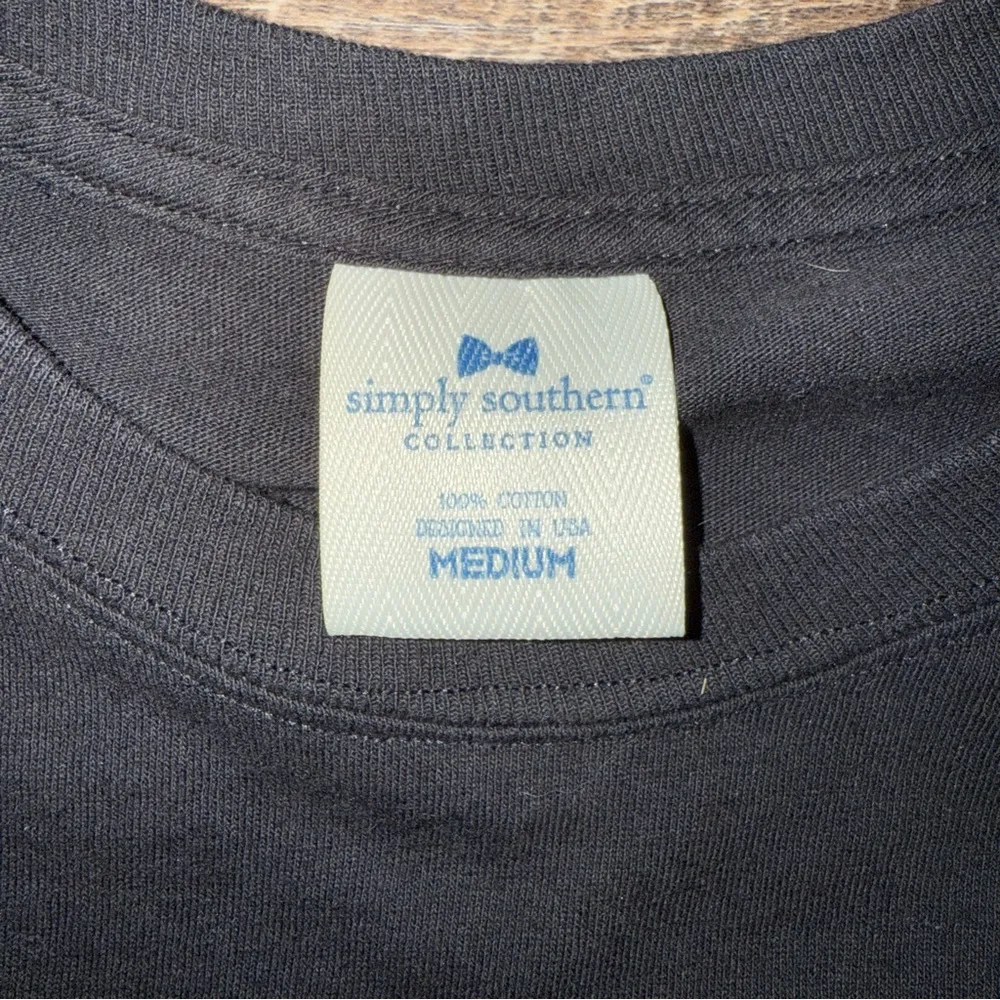 simply southern®
COLLECTION
100% COTTON
DESIGNED IN USA
MEDIUM